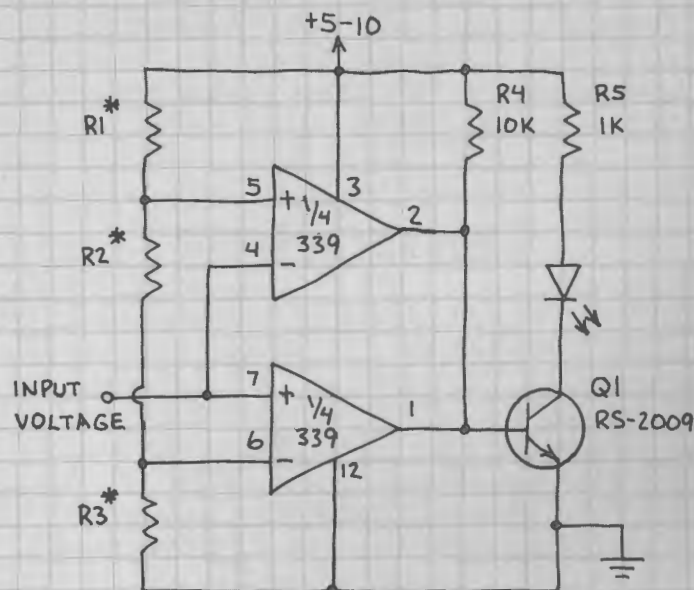 +5-10
R1*
R4
10K
R5
1K
5
+
1/4
339
3
2
4
-
R2*
INPUT
VOLTAGE
7
+
1/4
339
1
6
-
12
Q1
RS-2009
R3*